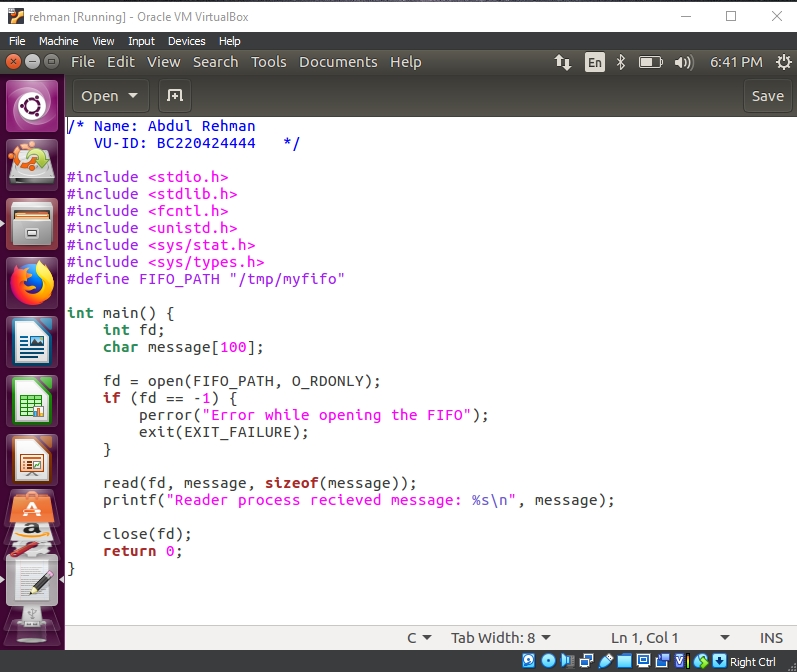 rehman [Running] - Oracle VM VirtualBox
File Machine View Input Devices Help
File Edit View Search Tools Documents Help En 6:41 PM
Open Save
/* Name: Abdul Rehman
   VU-ID: BC220424444   */
#include <stdio.h>
#include <stdlib.h>
#include <fcntl.h>
#include <unistd.h>
#include <sys/stat.h>
#include <sys/types.h>
#define FIFO_PATH "/tmp/myfifo"
int main() {
    int fd;
    char message[100];
    fd = open(FIFO_PATH, O_RDONLY);
    if (fd == -1) {
        perror("Error while opening the FIFO");
        exit(EXIT_FAILURE);
    }
    read(fd, message, sizeof(message));
    printf("Reader process recieved message: %s\n", message);
    close(fd);
    return 0;
}
C Tab Width: 8 Ln 1, Col 1 INS
Right Ctrl